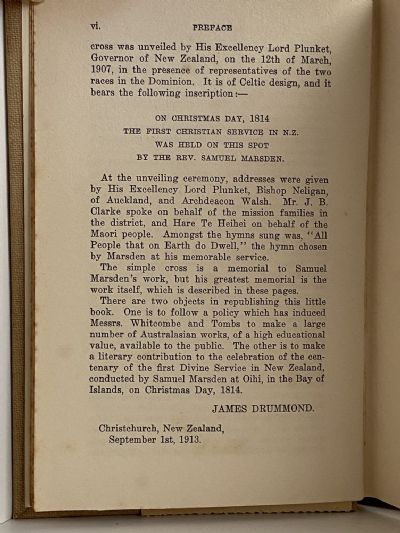 vi. PREFACE
cross was unveiled by His Excellency Lord Plunket,
Governor of New Zealand, on the 12th of March,
1907, in the presence of representatives of the two
races in the Dominion. It is of Celtic design, and it
bears the following inscription:—
ON CHRISTMAS DAY, 1814
THE FIRST CHRISTIAN SERVICE IN N.Z.
WAS HELD ON THIS SPOT
BY THE REV. SAMUEL MARSDEN.
At the unveiling ceremony, addresses were given
by His Excellency Lord Plunket, Bishop Neligan,
of Auckland, and Archdeacon Walsh. Mr. J. B.
Clarke spoke on behalf of the mission families in
the district, and Hare Te Heihei on behalf of the
Maori people. Amongst the hymns sung was, "All
People that on Earth do Dwell," the hymn chosen
by Marsden at his memorable service.
The simple cross is a memorial to Samuel
Marsden's work, but his greatest memorial is the
work itself, which is described in these pages.
There are two objects in republishing this little
book. One is to follow a policy which has induced
Messrs. Whitcombe and Tombs to make a large
number of Australasian works, of a high educational
value, available to the public. The other is to make
a literary contribution to the celebration of the cen-
tenary of the first Divine Service in New Zealand,
conducted by Samuel Marsden at Oihi, in the Bay of
Islands, on Christmas Day, 1814.
JAMES DRUMMOND.
Christchurch, New Zealand,
September 1st, 1913.